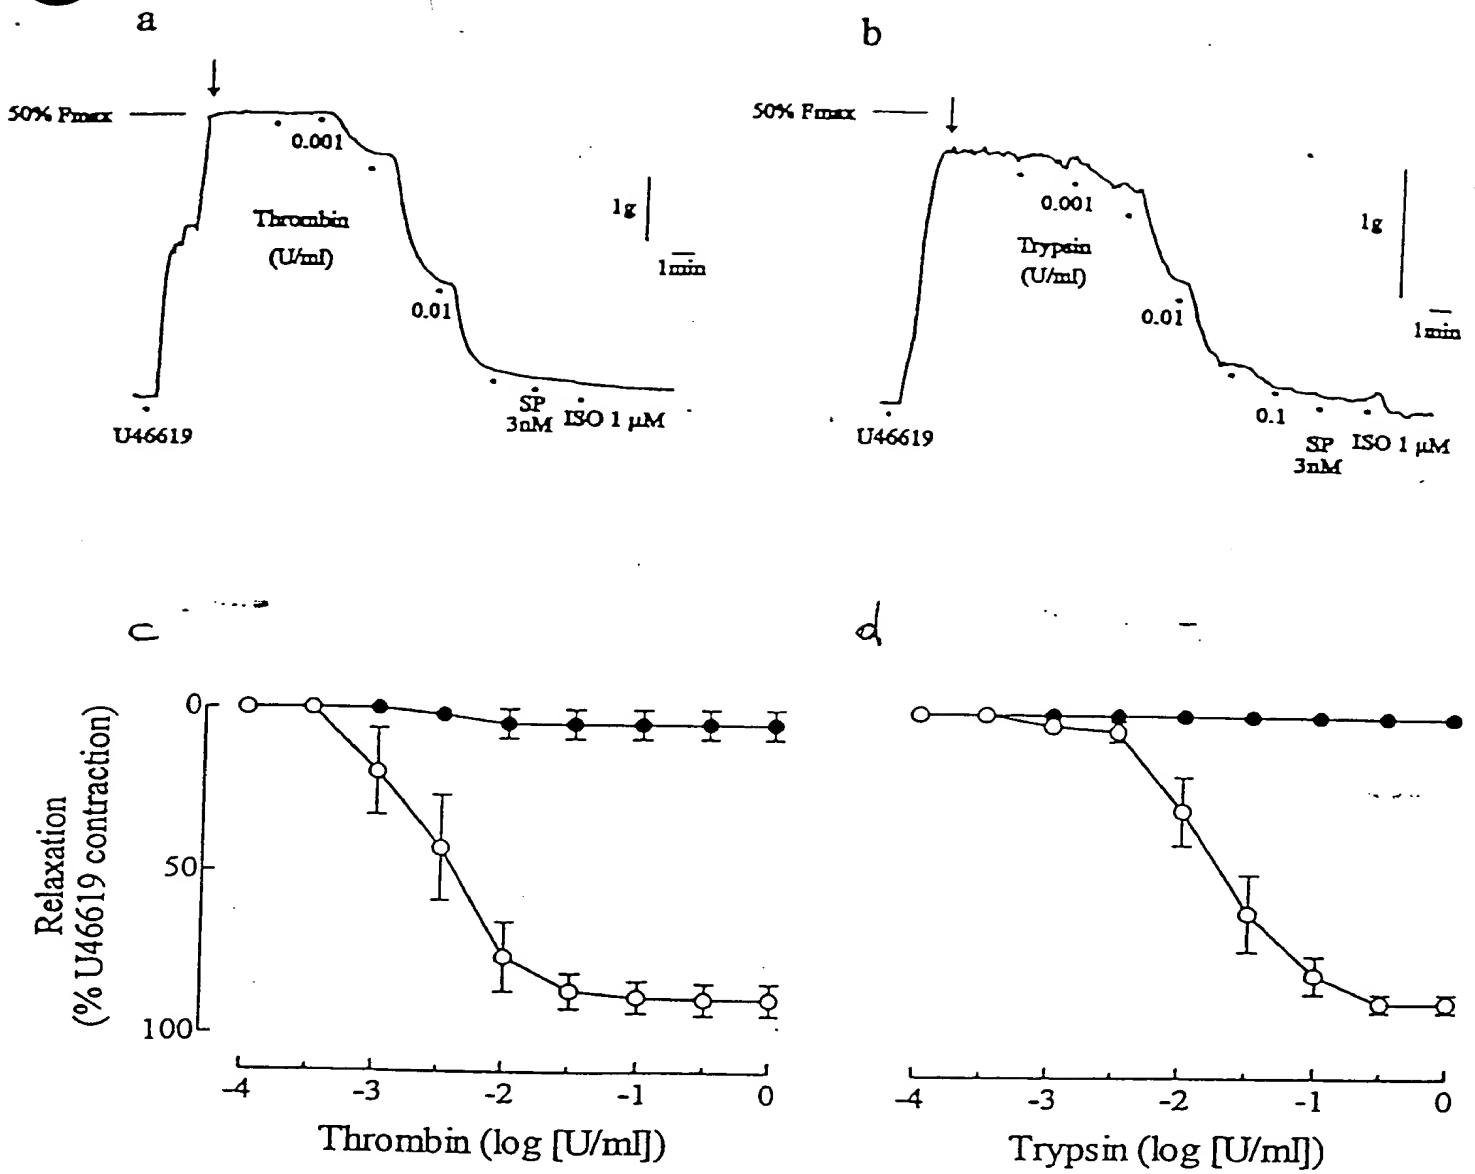 a
50% Fmax
0.001
Thrombin
(U/ml)
1g
1min
0.01
SP
3nM
ISO 1 μM
U46619
b
50% Fmax
0.001
Trypsin
(U/ml)
1g
1min
0.01
0.1
SP
3nM
ISO 1 μM
U46619
c
Relaxation
(% U46619 contraction)
0
50
100
-4 -3 -2 -1 0
Thrombin (log [U/ml])
d
-4 -3 -2 -1 0
Trypsin (log [U/ml])